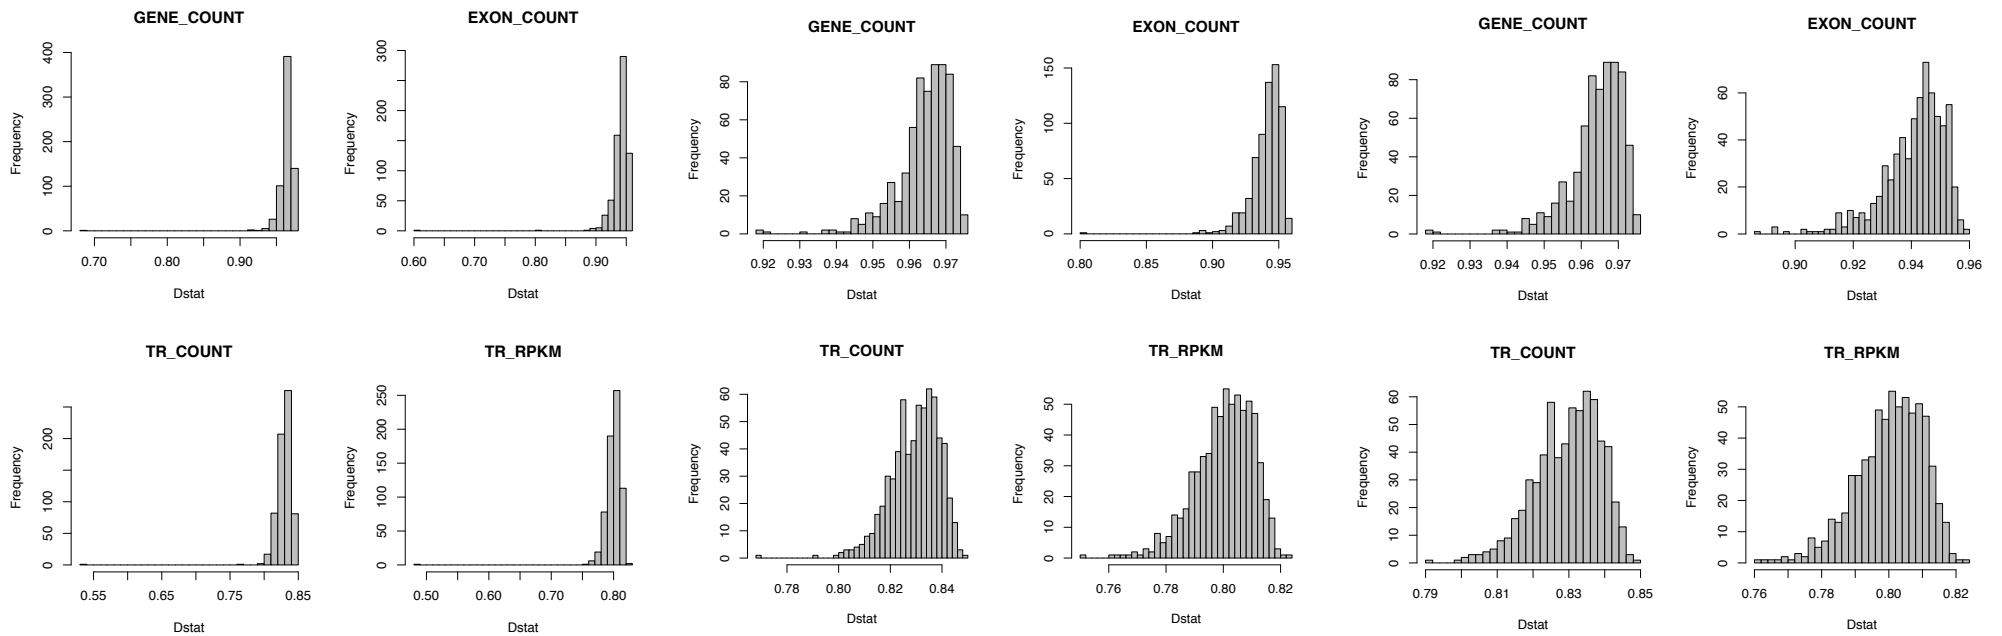 GENE_COUNT
Frequency
0 100 200 300 400
0.70 0.80 0.90
Dstat
EXON_COUNT
Frequency
0 50 100 200 300
0.60 0.70 0.80 0.90
Dstat
GENE_COUNT
Frequency
0 20 40 60 80
0.92 0.93 0.94 0.95 0.96 0.97
Dstat
EXON_COUNT
Frequency
0 50 100 150
0.80 0.85 0.90 0.95
Dstat
GENE_COUNT
Frequency
0 20 40 60 80
0.92 0.93 0.94 0.95 0.96 0.97
Dstat
EXON_COUNT
Frequency
0 20 40 60
0.90 0.92 0.94 0.96
Dstat
TR_COUNT
Frequency
0 50 100 200
0.55 0.65 0.75 0.85
Dstat
TR_RPKM
Frequency
0 50 100 150 200 250
0.50 0.60 0.70 0.80
Dstat
TR_COUNT
Frequency
0 10 20 30 40 50 60
0.78 0.80 0.82 0.84
Dstat
TR_RPKM
Frequency
0 10 20 30 40 50
0.76 0.78 0.80 0.82
Dstat
TR_COUNT
Frequency
0 10 20 30 40 50 60
0.79 0.81 0.83 0.85
Dstat
TR_RPKM
Frequency
0 10 20 30 40 50
0.76 0.78 0.80 0.82
Dstat